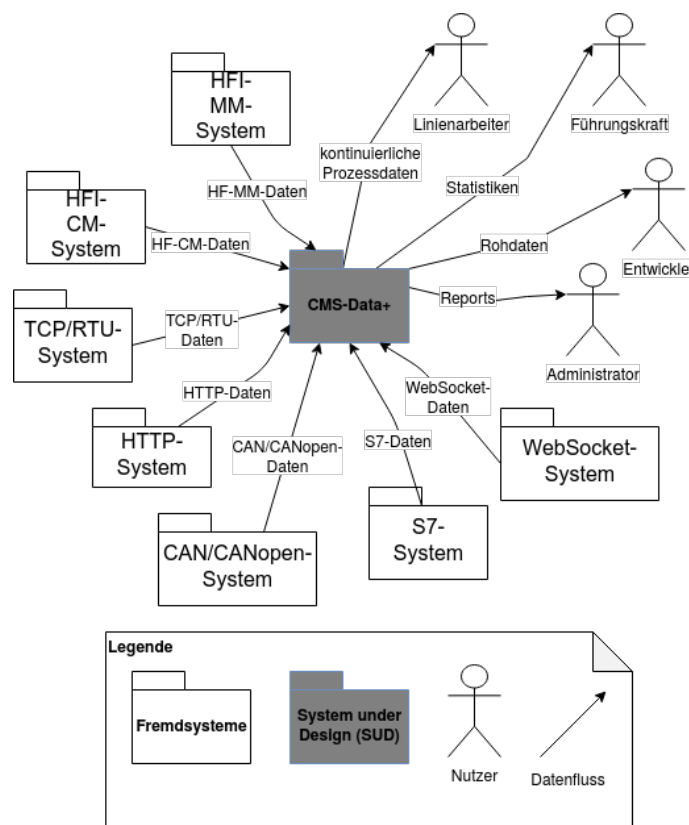 HFI-
MM-
System
Linienarbeiter
Führungskraft
kontinuierliche
Prozessdaten
Statistiken
HF-MM-Daten
HFI-
CM-
System
HF-CM-Daten
Rohdaten
Entwickle
CMS-Data+
Reports
Administrator
TCP/RTU-
System
TCP/RTU-
Daten
HTTP-Daten
WebSocket-
Daten
HTTP-
System
CAN/CANopen-
Daten
S7-Daten
WebSocket-
System
CAN/CANopen-
System
S7-
System
Legende
Fremdsysteme
System under
Design (SUD)
Nutzer
Datenfluss